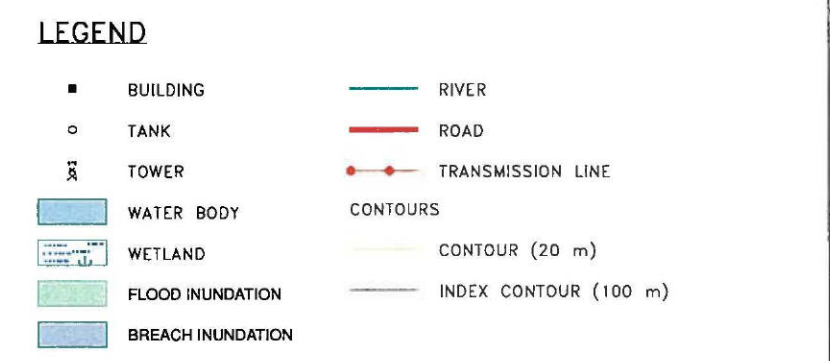 LEGEND
BUILDING
TANK
TOWER
WATER BODY
WETLAND
FLOOD INUNDATION
BREACH INUNDATION
RIVER
ROAD
TRANSMISSION LINE
CONTOURS
CONTOUR (20 m)
INDEX CONTOUR (100 m)